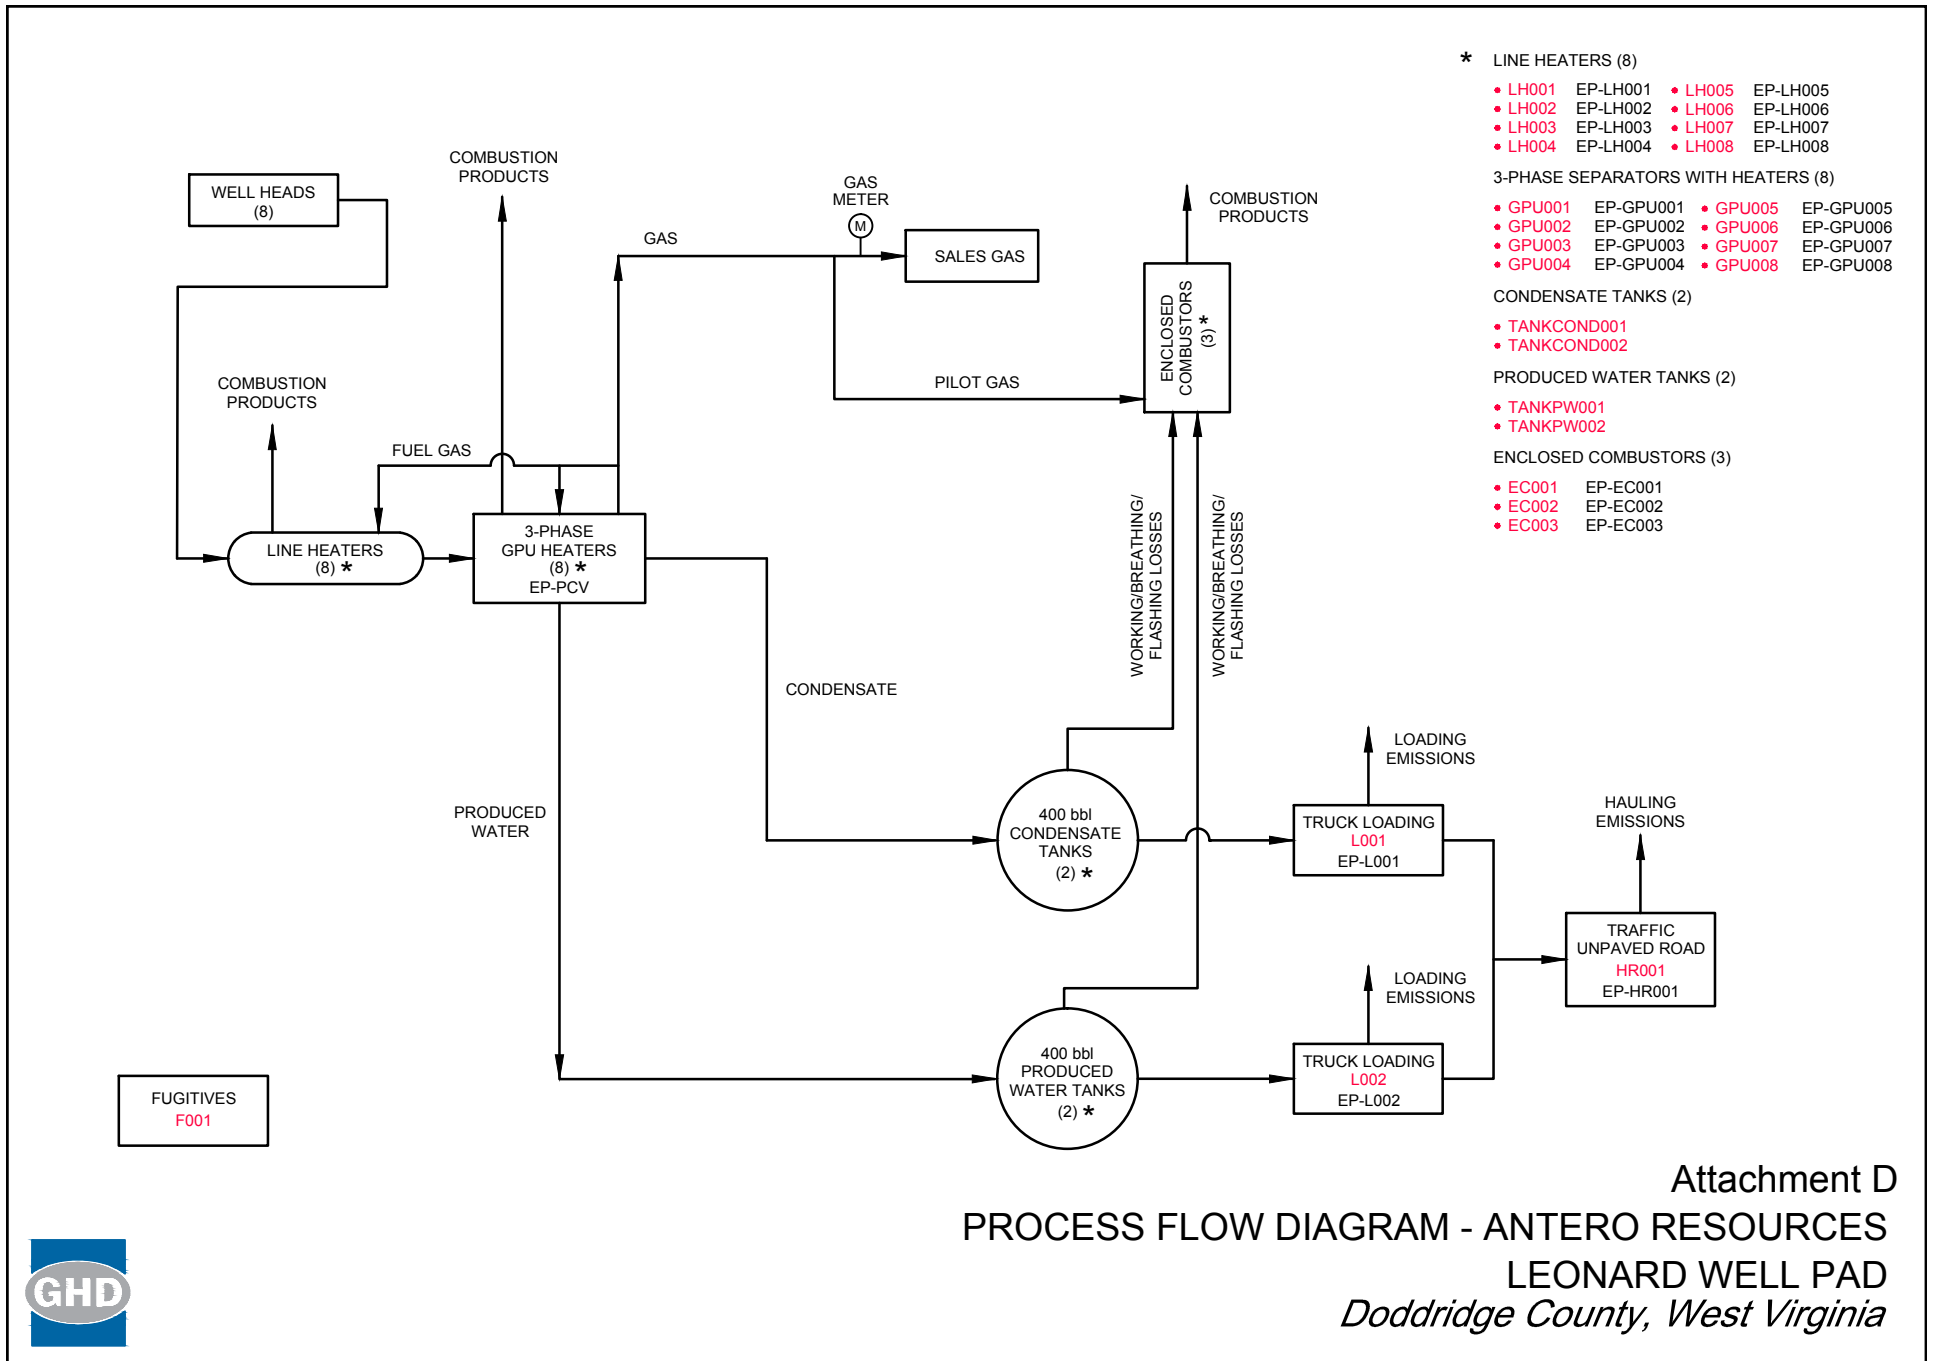 WELL HEADS
(8)
COMBUSTION
PRODUCTS
GAS
METER
M
GAS
SALES GAS
COMBUSTION
PRODUCTS
ENCLOSED
COMBUSTORS
(3) *
PILOT GAS
COMBUSTION
PRODUCTS
FUEL GAS
LINE HEATERS
(8) *
3-PHASE
GPU HEATERS
(8) *
EP-PCV
WORKING/BREATHING/
FLASHING LOSSES
WORKING/BREATHING/
FLASHING LOSSES
CONDENSATE
PRODUCED
WATER
400 bbl
CONDENSATE
TANKS
(2) *
LOADING
EMISSIONS
TRUCK LOADING
L001
EP-L001
HAULING
EMISSIONS
TRAFFIC
UNPAVED ROAD
HR001
EP-HR001
LOADING
EMISSIONS
400 bbl
PRODUCED
WATER TANKS
(2) *
TRUCK LOADING
L002
EP-L002
FUGITIVES
F001
* LINE HEATERS (8)
• LH001 EP-LH001 • LH005 EP-LH005
• LH002 EP-LH002 • LH006 EP-LH006
• LH003 EP-LH003 • LH007 EP-LH007
• LH004 EP-LH004 • LH008 EP-LH008
3-PHASE SEPARATORS WITH HEATERS (8)
• GPU001 EP-GPU001 • GPU005 EP-GPU005
• GPU002 EP-GPU002 • GPU006 EP-GPU006
• GPU003 EP-GPU003 • GPU007 EP-GPU007
• GPU004 EP-GPU004 • GPU008 EP-GPU008
CONDENSATE TANKS (2)
• TANKCOND001
• TANKCOND002
PRODUCED WATER TANKS (2)
• TANKPW001
• TANKPW002
ENCLOSED COMBUSTORS (3)
• EC001 EP-EC001
• EC002 EP-EC002
• EC003 EP-EC003
Attachment D
PROCESS FLOW DIAGRAM - ANTERO RESOURCES
LEONARD WELL PAD
Doddridge County, West Virginia
GHD